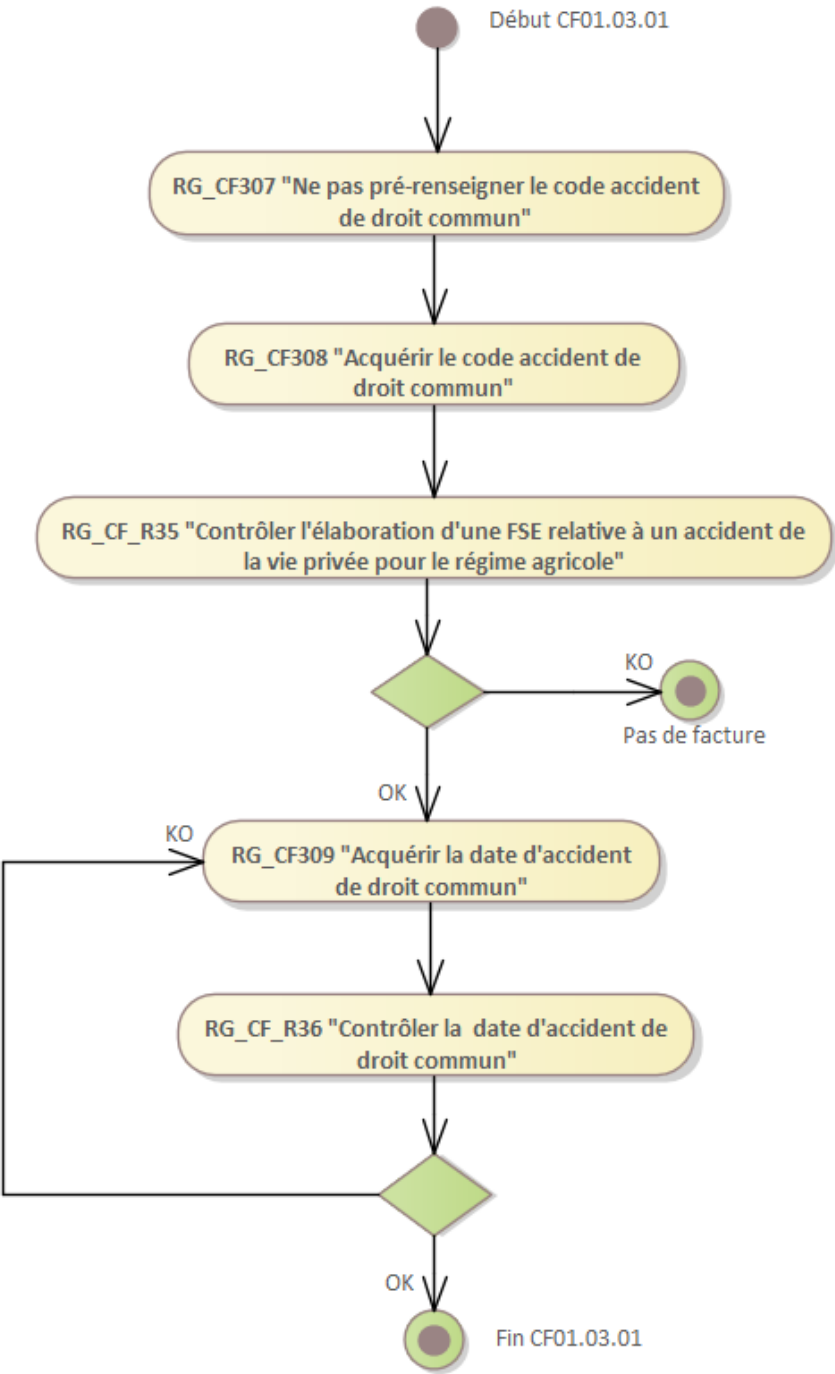 Début CF01.03.01
RG_CF307 "Ne pas pré-renseigner le code accident
de droit commun"
RG_CF308 "Acquérir le code accident de
droit commun"
RG_CF_R35 "Contrôler l'élaboration d'une FSE relative à un accident de
la vie privée pour le régime agricole"
KO
Pas de facture
OK
KO
RG_CF309 "Acquérir la date d'accident
de droit commun"
RG_CF_R36 "Contrôler la  date d'accident de
droit commun"
OK
Fin CF01.03.01